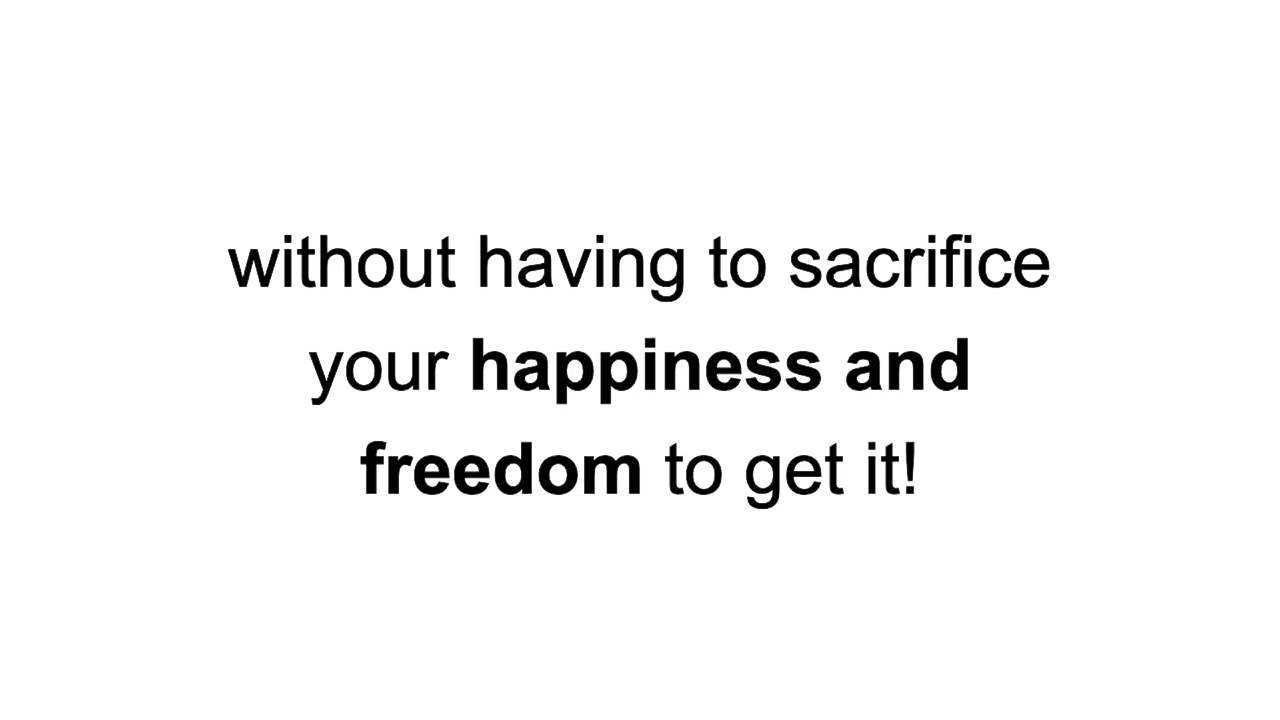 without having to sacrifice
your happiness and
freedom to get it!